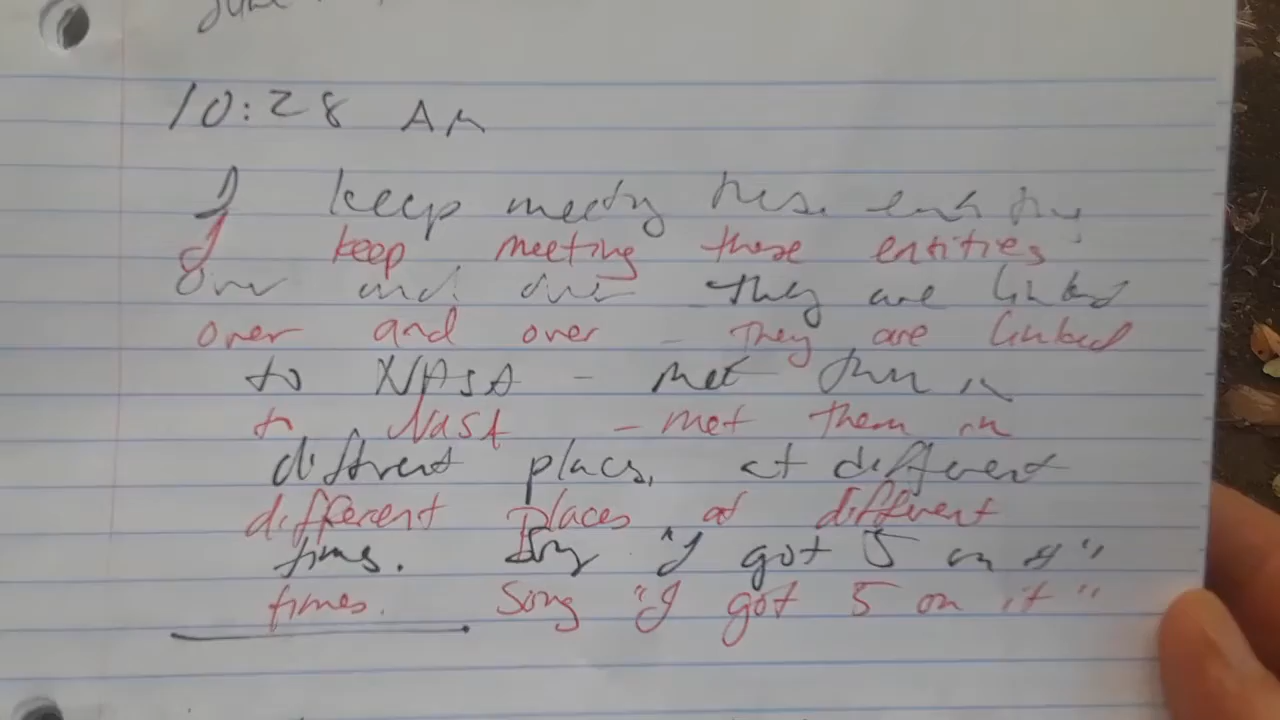 June
10:28 AM
I keep meeting these entities
I keep meeting these entities
over and over they are linked
over and over - They are linked
to NASA - met them in
to NASA - met them in
different places, at different
different places, at different
times. Song "I got 5 on it"
times. Song "I got 5 on it"